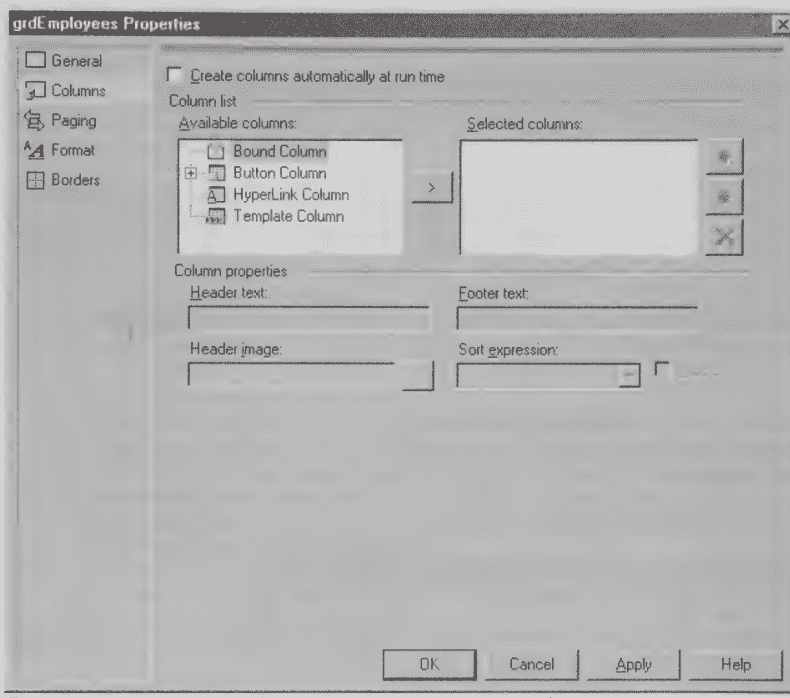 grdEmployees Properties
General
Columns
Paging
Format
Borders
Create columns automatically at run time
Column list
Available columns:
Bound Column
Button Column
HyperLink Column
Template Column
>
Selected columns:
Column properties
Header text:
Footer text:
Header image:
Sort expression:
OK
Cancel
Apply
Help